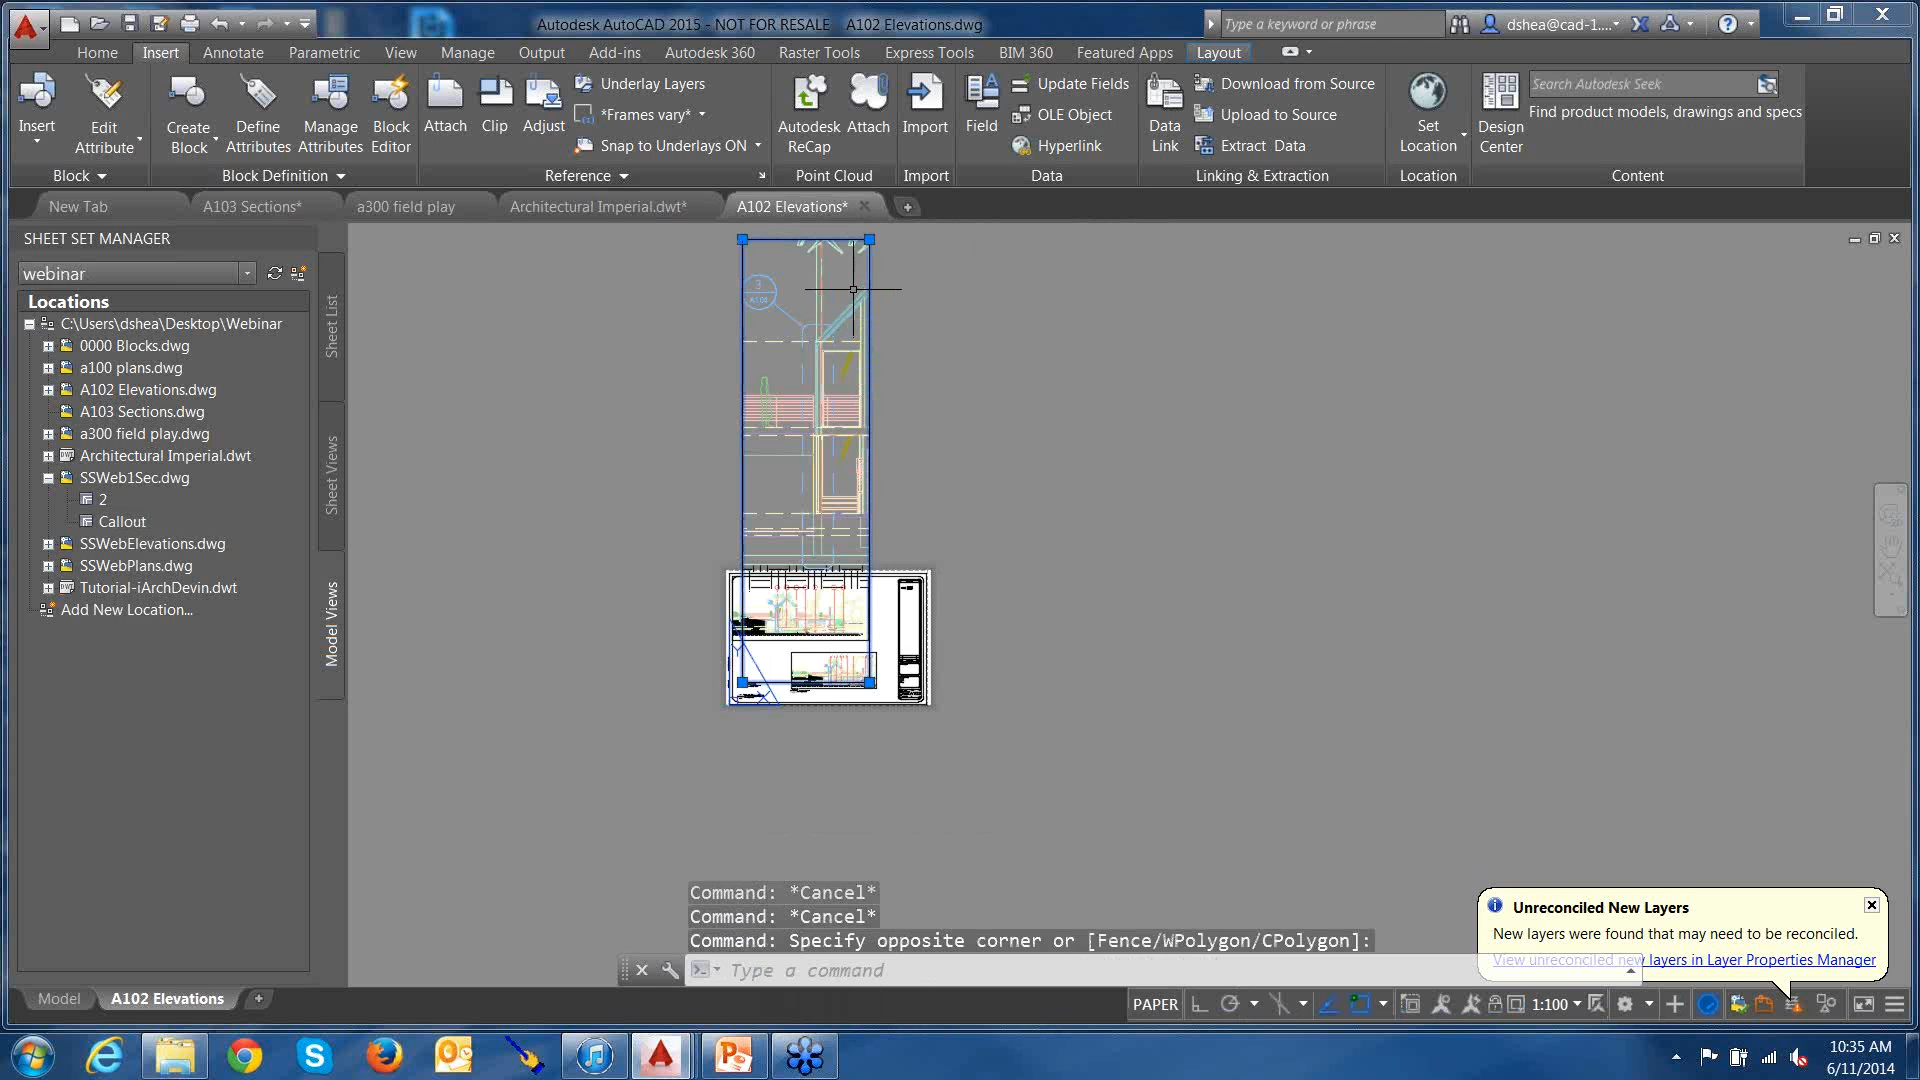 Autodesk AutoCAD 2015 - NOT FOR RESALE A102 Elevations.dwg
Type a keyword or phrase
dshea@cad-1....
Home Insert Annotate Parametric View Manage Output Add-ins Autodesk 360 Raster Tools Express Tools BIM 360 Featured Apps Layout
Insert
Edit Attribute
Create Block
Define Attributes
Manage Attributes
Block Editor
Attach
Clip
Adjust
Underlay Layers
*Frames vary*
Snap to Underlays ON
Autodesk ReCap
Attach
Import
Field
Update Fields
OLE Object
Hyperlink
Data Link
Download from Source
Upload to Source
Extract Data
Set Location
Design Center
Search Autodesk Seek
Find product models, drawings and specs
Block Block Definition Reference Point Cloud Import Data Linking & Extraction Location Content
New Tab A103 Sections* a300 field play Architectural Imperial.dwt* A102 Elevations*
SHEET SET MANAGER
webinar
Locations
C:\Users\dshea\Desktop\Webinar
0000 Blocks.dwg
a100 plans.dwg
A102 Elevations.dwg
A103 Sections.dwg
a300 field play.dwg
Architectural Imperial.dwt
SSWeb1Sec.dwg
2
Callout
SSWebElevations.dwg
SSWebPlans.dwg
Tutorial-iArchDevin.dwt
Add New Location...
Sheet List
Sheet Views
Model Views
3
Command: *Cancel*
Command: *Cancel*
Command: Specify opposite corner or [Fence/WPolygon/CPolygon]:
Type a command
Unreconciled New Layers
New layers were found that may need to be reconciled.
View unreconciled new layers in Layer Properties Manager
Model A102 Elevations
PAPER
1:100
10:35 AM
6/11/2014